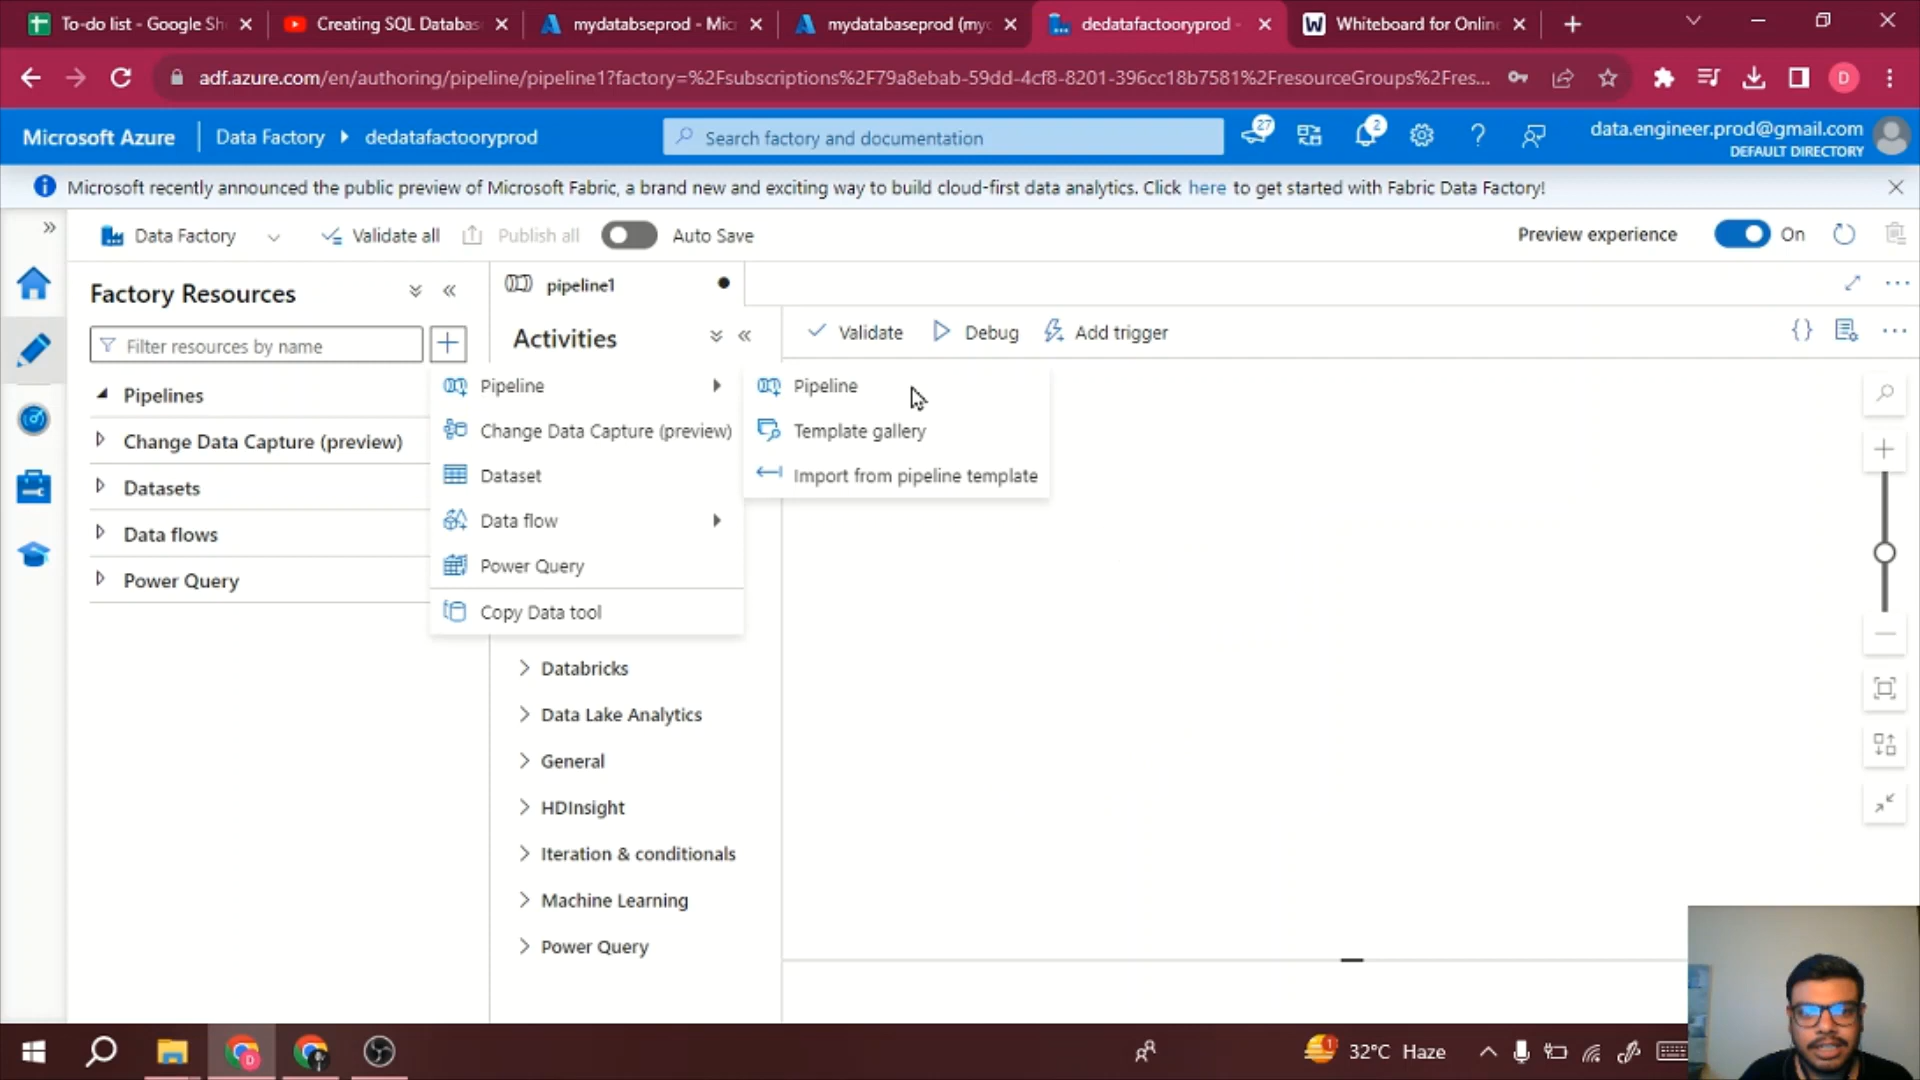 To-do list - Google Sh
Creating SQL Databas
mydatabseprod - Mic
mydatabaseprod (my
dedatafactooryprod -
Whiteboard for Onlin
adf.azure.com/en/authoring/pipeline/pipeline1?factory=%2Fsubscriptions%2F79a8ebab-59dd-4cf8-8201-396cc18b7581%2FresourceGroups%2Fres...
D
Microsoft Azure
Data Factory
dedatafactooryprod
Search factory and documentation
27
2
data.engineer.prod@gmail.com
DEFAULT DIRECTORY
Microsoft recently announced the public preview of Microsoft Fabric, a brand new and exciting way to build cloud-first data analytics. Click here to get started with Fabric Data Factory!
Data Factory
Validate all
Publish all
Auto Save
Preview experience
On
Factory Resources
pipeline1
Filter resources by name
Activities
Validate
Debug
Add trigger
Pipelines
Change Data Capture (preview)
Datasets
Data flows
Power Query
Pipeline
Change Data Capture (preview)
Dataset
Data flow
Power Query
Copy Data tool
Pipeline
Template gallery
Import from pipeline template
Databricks
Data Lake Analytics
General
HDInsight
Iteration & conditionals
Machine Learning
Power Query
32°C Haze